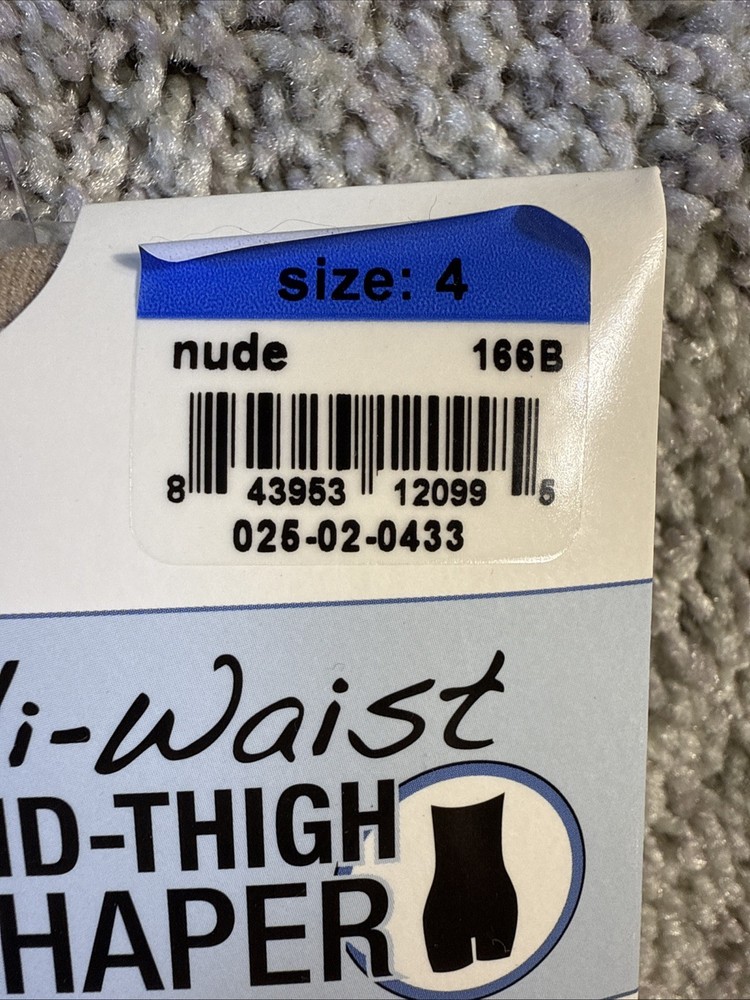 size: 4
nude 166B
8 43953 12099 5
025-02-0433
i-Waist
ID-THIGH
HAPER